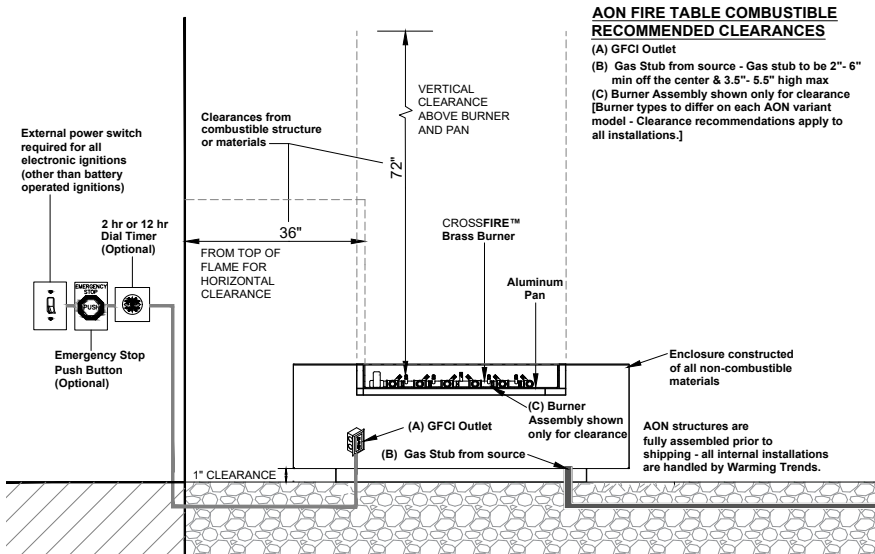 AON FIRE TABLE COMBUSTIBLE
RECOMMENDED CLEARANCES
(A) GFCI Outlet
(B) Gas Stub from source - Gas stub to be 2"- 6"
min off the center & 3.5"- 5.5" high max
(C) Burner Assembly shown only for clearance
[Burner types to differ on each AON variant
model - Clearance recommendations apply to
all installations.]
VERTICAL
CLEARANCE
ABOVE BURNER
AND PAN
72"
Clearances from
combustible structure
or materials
External power switch
required for all
electronic ignitions
(other than battery
operated ignitions)
2 hr or 12 hr
Dial Timer
(Optional)
36"
FROM TOP OF
FLAME FOR
HORIZONTAL
CLEARANCE
CROSSFIRE™
Brass Burner
Aluminum
Pan
EMERGENCY
STOP
PUSH
Emergency Stop
Push Button
(Optional)
Enclosure constructed
of all non-combustible
materials
(C) Burner
Assembly shown
only for clearance
(A) GFCI Outlet
(B) Gas Stub from source
AON structures are
fully assembled prior to
shipping - all internal installations
are handled by Warming Trends.
1" CLEARANCE